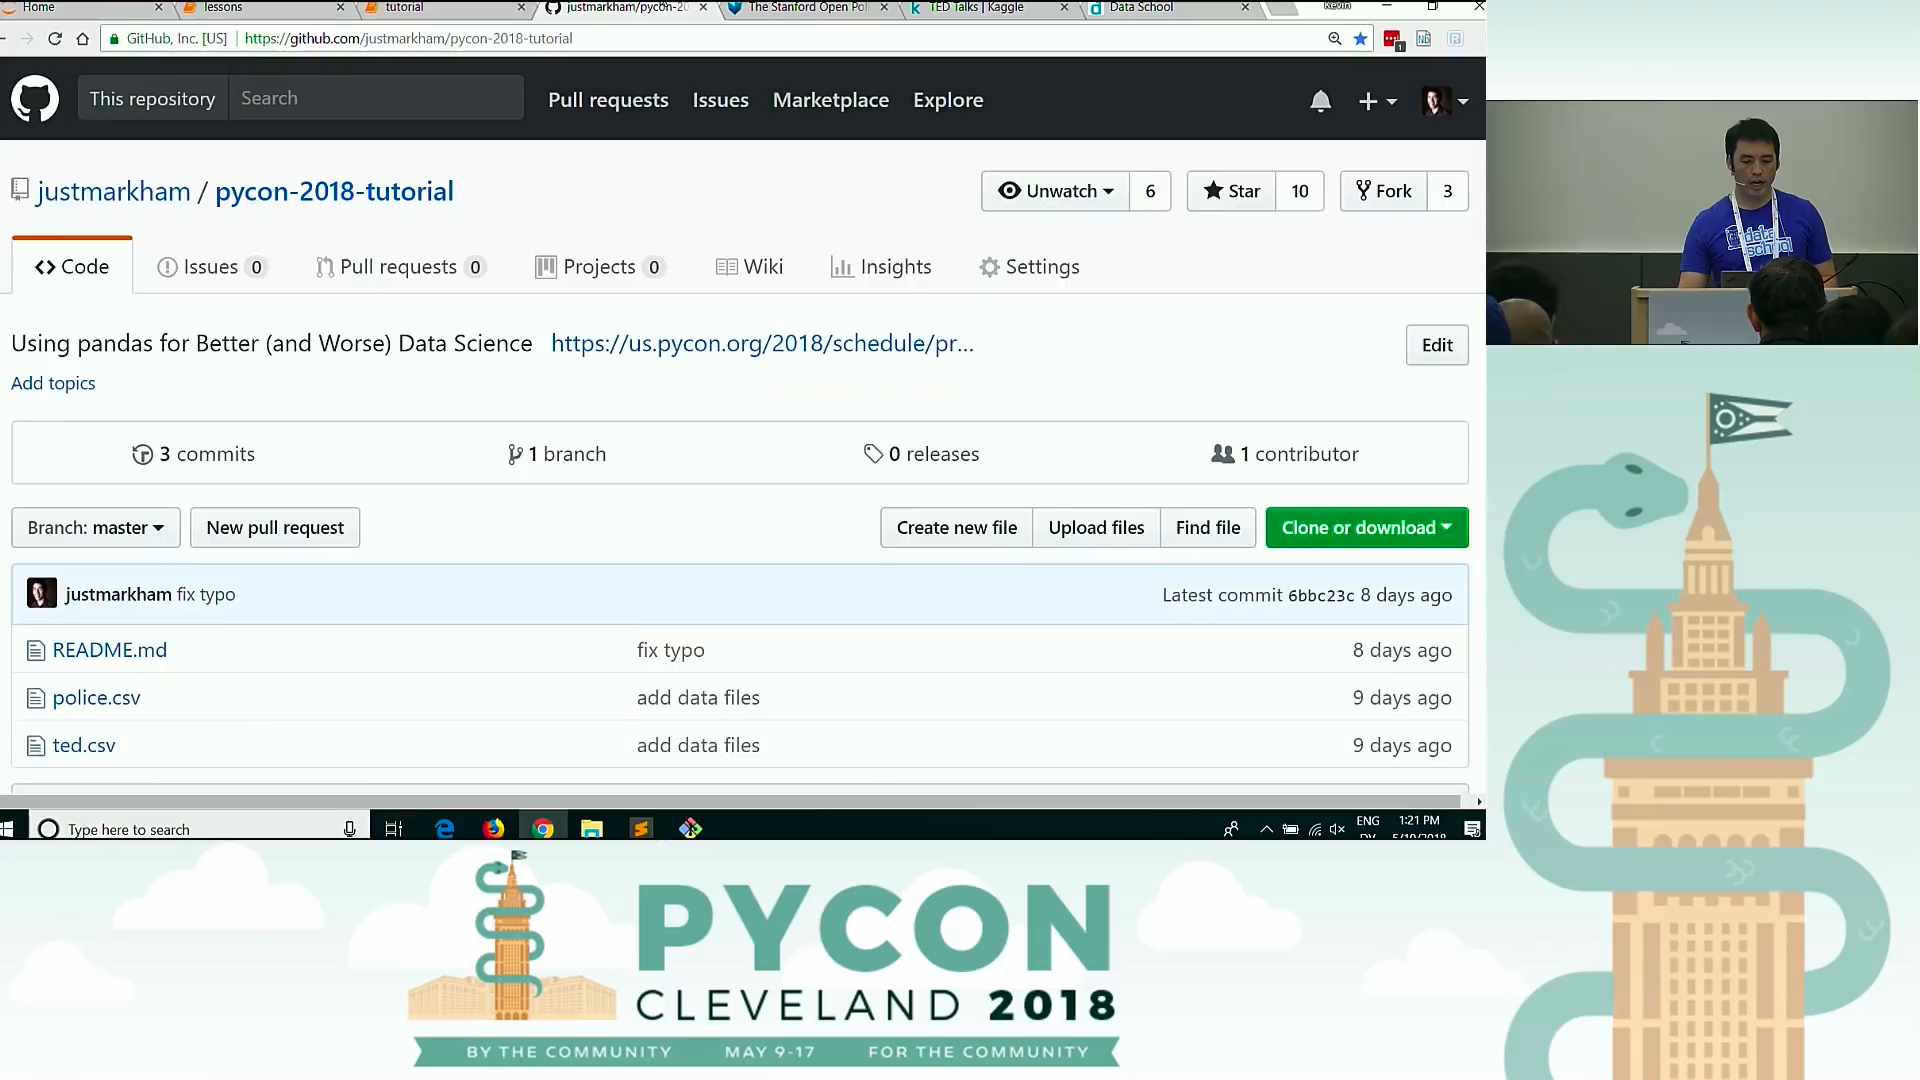 Home
lessons
tutorial
justmarkham/pycon-20
The Stanford Open Pol
TED Talks | Kaggle
Data School
Kevin
GitHub, Inc. [US] https://github.com/justmarkham/pycon-2018-tutorial
This repository Search Pull requests Issues Marketplace Explore
justmarkham / pycon-2018-tutorial
Unwatch 6 Star 10 Fork 3
Code Issues 0 Pull requests 0 Projects 0 Wiki Insights Settings
Using pandas for Better (and Worse) Data Science https://us.pycon.org/2018/schedule/pr...
Edit
Add topics
3 commits 1 branch 0 releases 1 contributor
Branch: master New pull request Create new file Upload files Find file Clone or download
justmarkham fix typo Latest commit 6bbc23c 8 days ago
README.md fix typo 8 days ago
police.csv add data files 9 days ago
ted.csv add data files 9 days ago
Type here to search
ENG 1:21 PM
DV 5/10/2018
data
school
PYCON
CLEVELAND 2018
BY THE COMMUNITY MAY 9-17 FOR THE COMMUNITY